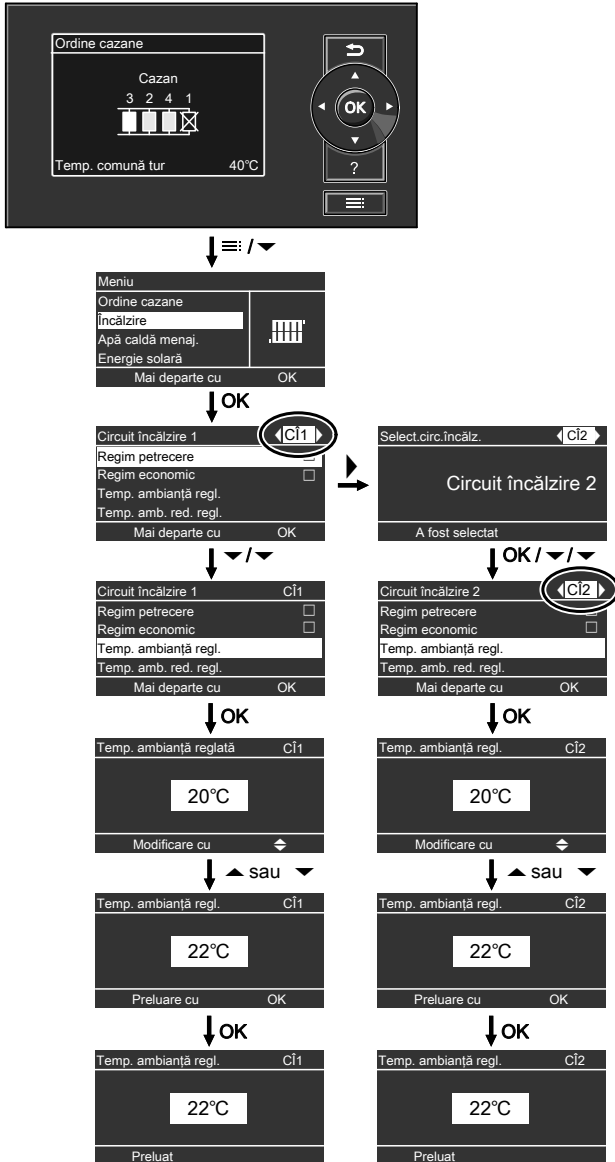 Ordine cazane
Cazan
3 2 4 1
Temp. comună tur 40°C
OK
?
/
Meniu
Ordine cazane
Încălzire
Apă caldă menaj.
Energie solară
Mai departe cu OK
OK
Circuit încălzire 1 CÎ1
Regim petrecere
Regim economic
Temp. ambianță regl.
Temp. amb. red. regl.
Mai departe cu OK
Select.circ.încălz. CÎ2
Circuit încălzire 2
A fost selectat
/
OK / /
Circuit încălzire 1 CÎ1
Regim petrecere
Regim economic
Temp. ambianță regl.
Temp. amb. red. regl.
Mai departe cu OK
Circuit încălzire 2 CÎ2
Regim petrecere
Regim economic
Temp. ambianță regl.
Temp. amb. red. regl.
Mai departe cu OK
OK
OK
Temp. ambianță reglată CÎ1
20°C
Modificare cu
Temp. ambianță regl. CÎ2
20°C
Modificare cu
sau
sau
Temp. ambianță regl. CÎ1
22°C
Preluare cu OK
Temp. ambianță regl. CÎ2
22°C
Preluare cu OK
OK
OK
Temp. ambianță regl. CÎ1
22°C
Preluat
Temp. ambianță regl. CÎ2
22°C
Preluat